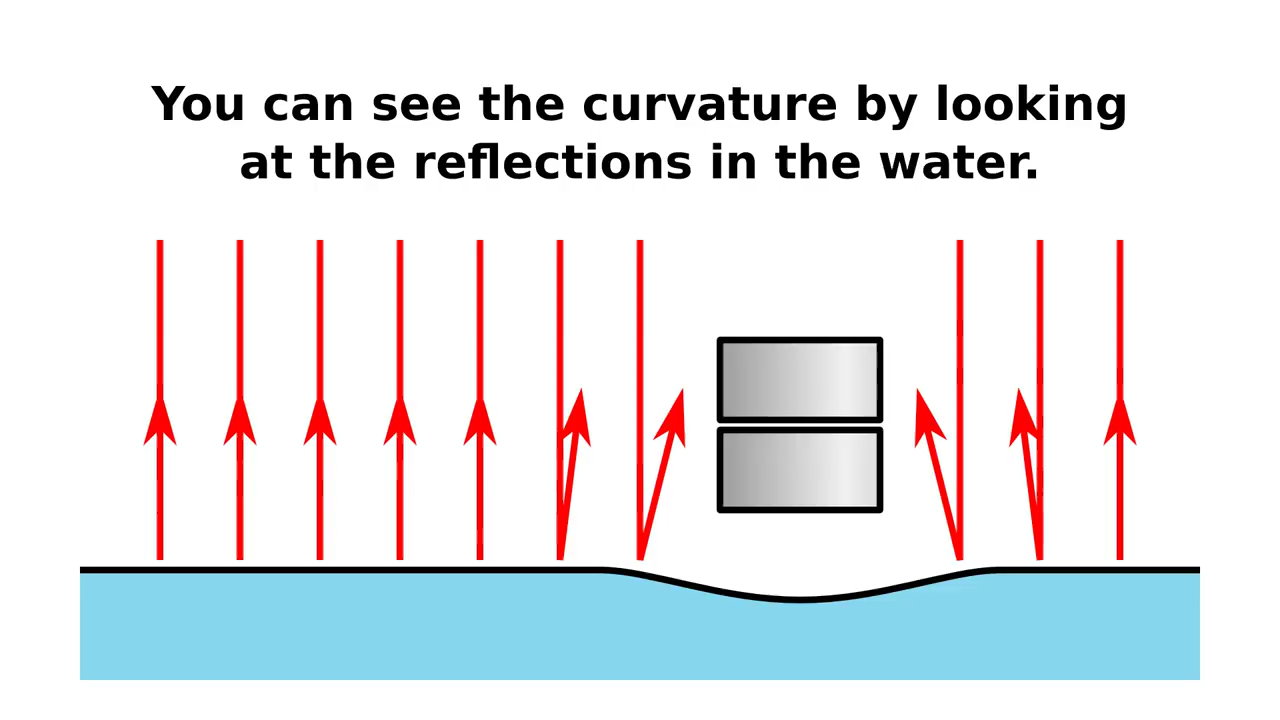 You can see the curvature by looking
at the reflections in the water.